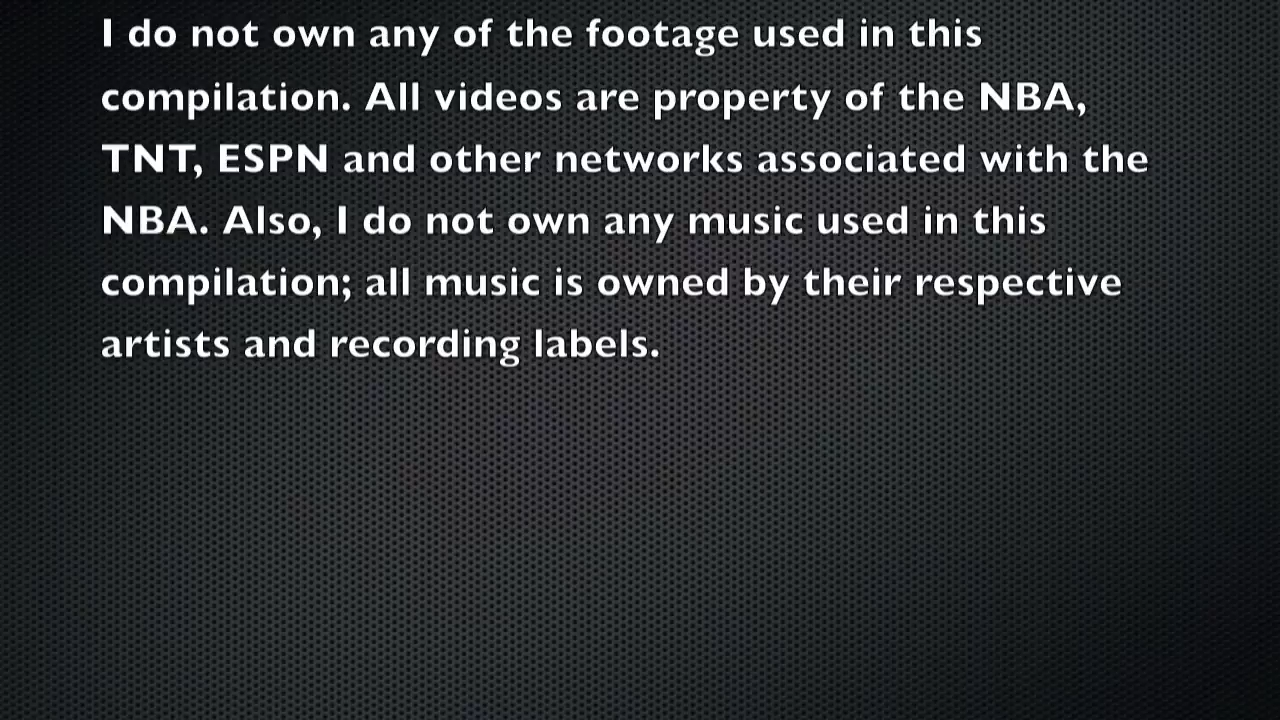 I do not own any of the footage used in this
compilation. All videos are property of the NBA,
TNT, ESPN and other networks associated with the
NBA. Also, I do not own any music used in this
compilation; all music is owned by their respective
artists and recording labels.